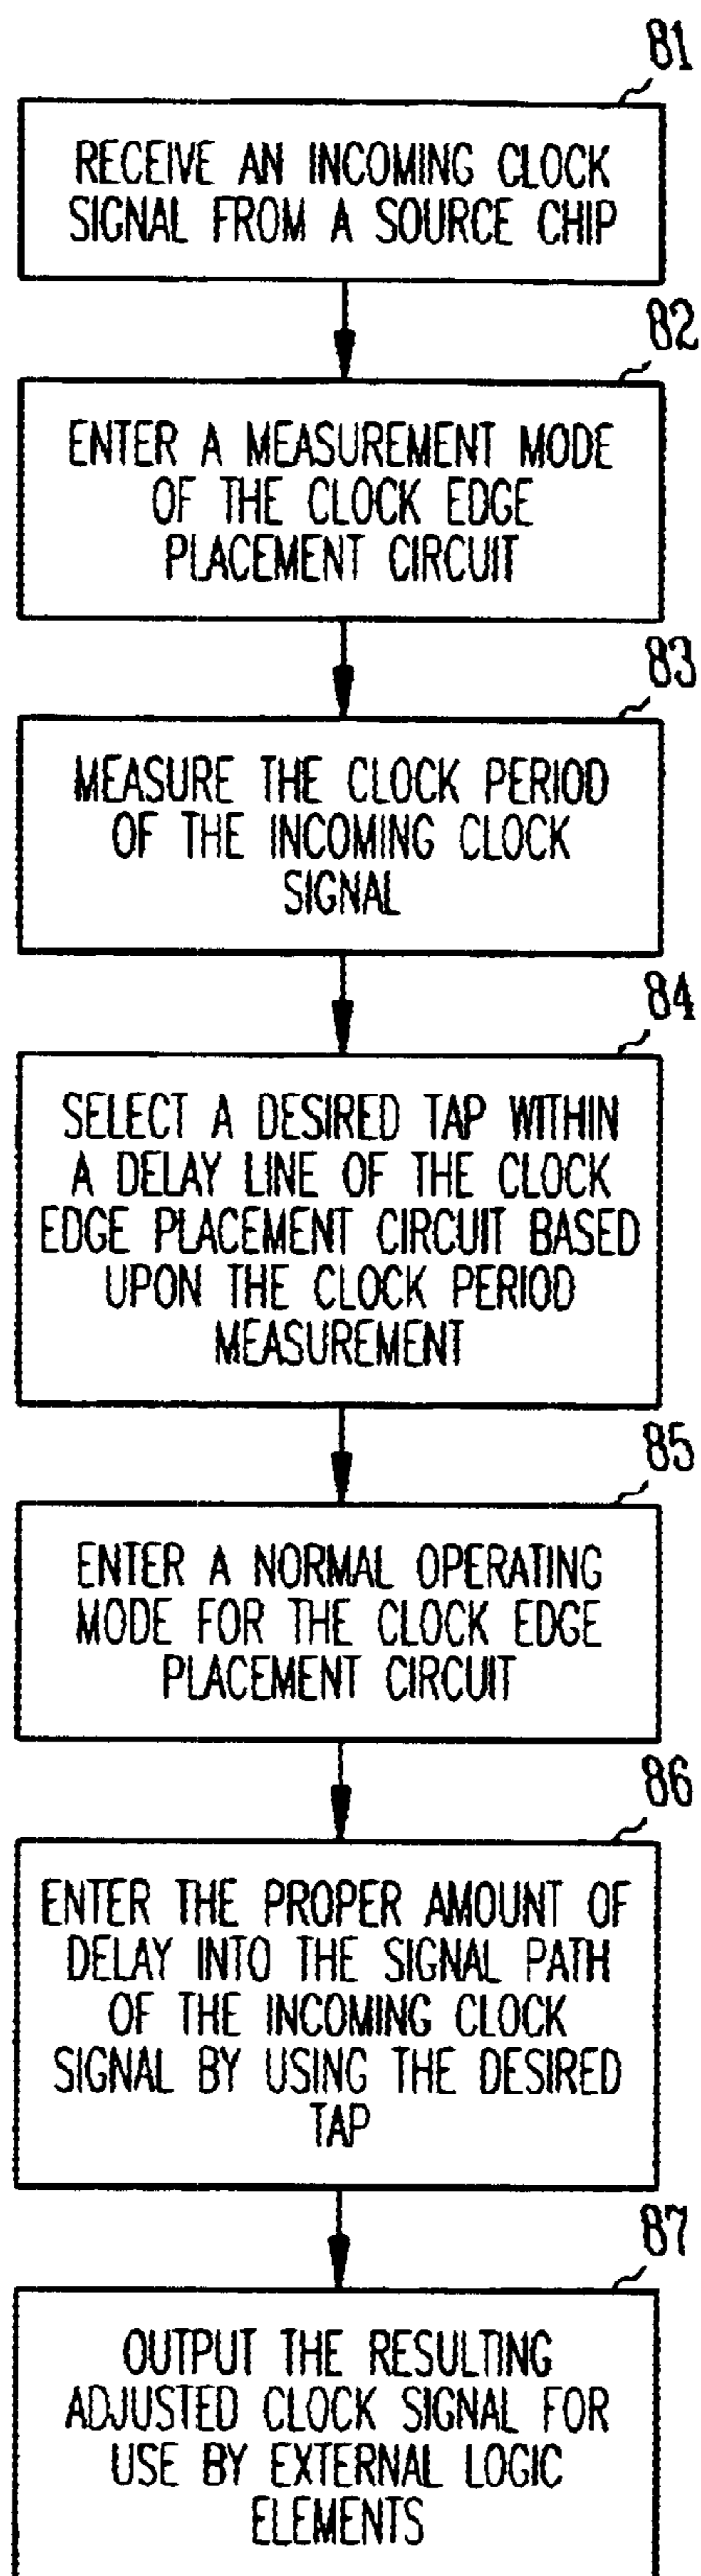 81
RECEIVE AN INCOMING CLOCK
SIGNAL FROM A SOURCE CHIP
82
ENTER A MEASUREMENT MODE
OF THE CLOCK EDGE
PLACEMENT CIRCUIT
83
MEASURE THE CLOCK PERIOD
OF THE INCOMING CLOCK
SIGNAL
84
SELECT A DESIRED TAP WITHIN
A DELAY LINE OF THE CLOCK
EDGE PLACEMENT CIRCUIT BASED
UPON THE CLOCK PERIOD
MEASUREMENT
85
ENTER A NORMAL OPERATING
MODE FOR THE CLOCK EDGE
PLACEMENT CIRCUIT
86
ENTER THE PROPER AMOUNT OF
DELAY INTO THE SIGNAL PATH
OF THE INCOMING CLOCK
SIGNAL BY USING THE DESIRED
TAP
87
OUTPUT THE RESULTING
ADJUSTED CLOCK SIGNAL FOR
USE BY EXTERNAL LOGIC
ELEMENTS